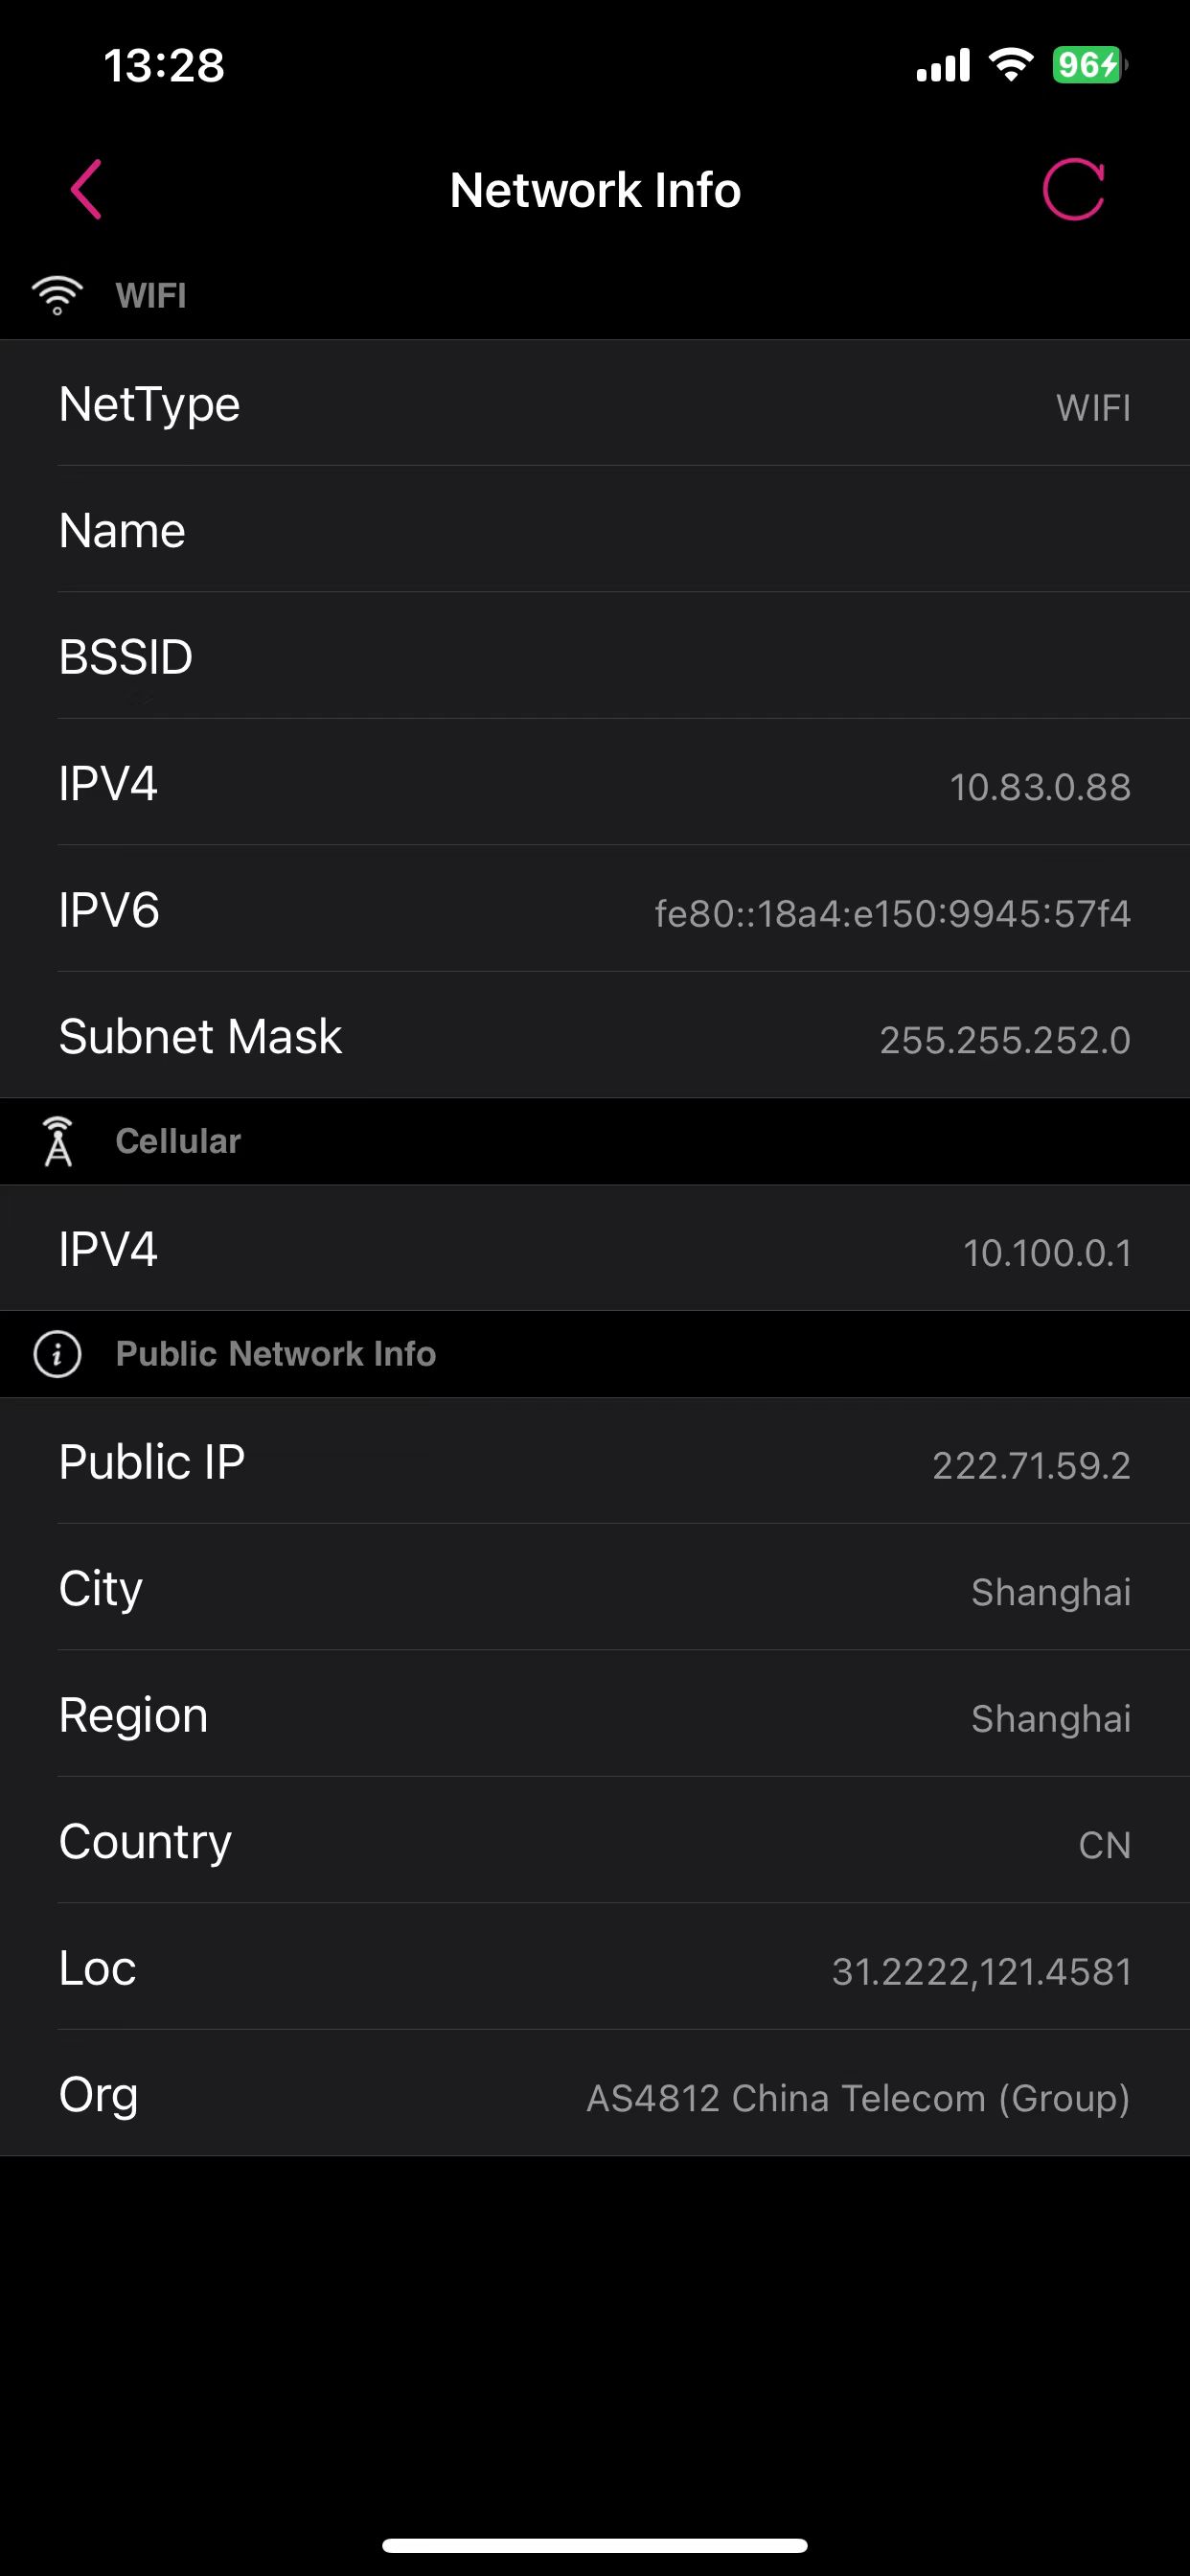 13:28
96
Network Info
WIFI
NetType WIFI
Name
BSSID
IPV4 10.83.0.88
IPV6 fe80::18a4:e150:9945:57f4
Subnet Mask 255.255.252.0
Cellular
IPV4 10.100.0.1
Public Network Info
Public IP 222.71.59.2
City Shanghai
Region Shanghai
Country CN
Loc 31.2222,121.4581
Org AS4812 China Telecom (Group)